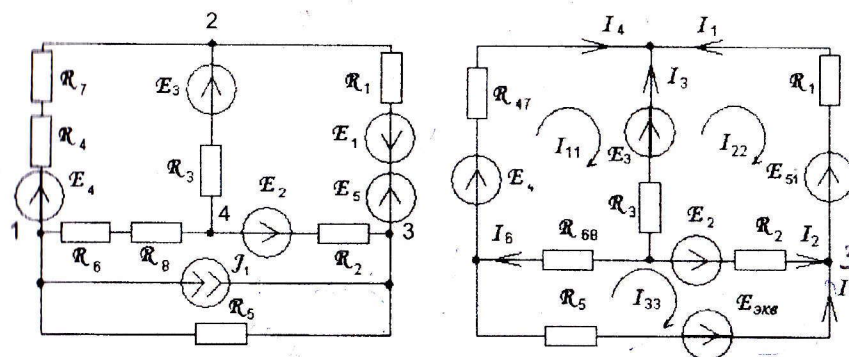 2
R7
R4
E4
1
E3
R3
4
R1
E1
E5
3
E2
R6
R8
R2
J1
R5
I4
I1
R47
I3
R1
I11
I22
E3
E4
E51
R3
I6
R68
E2
R2
I2
I33
R5
Eэкв
I